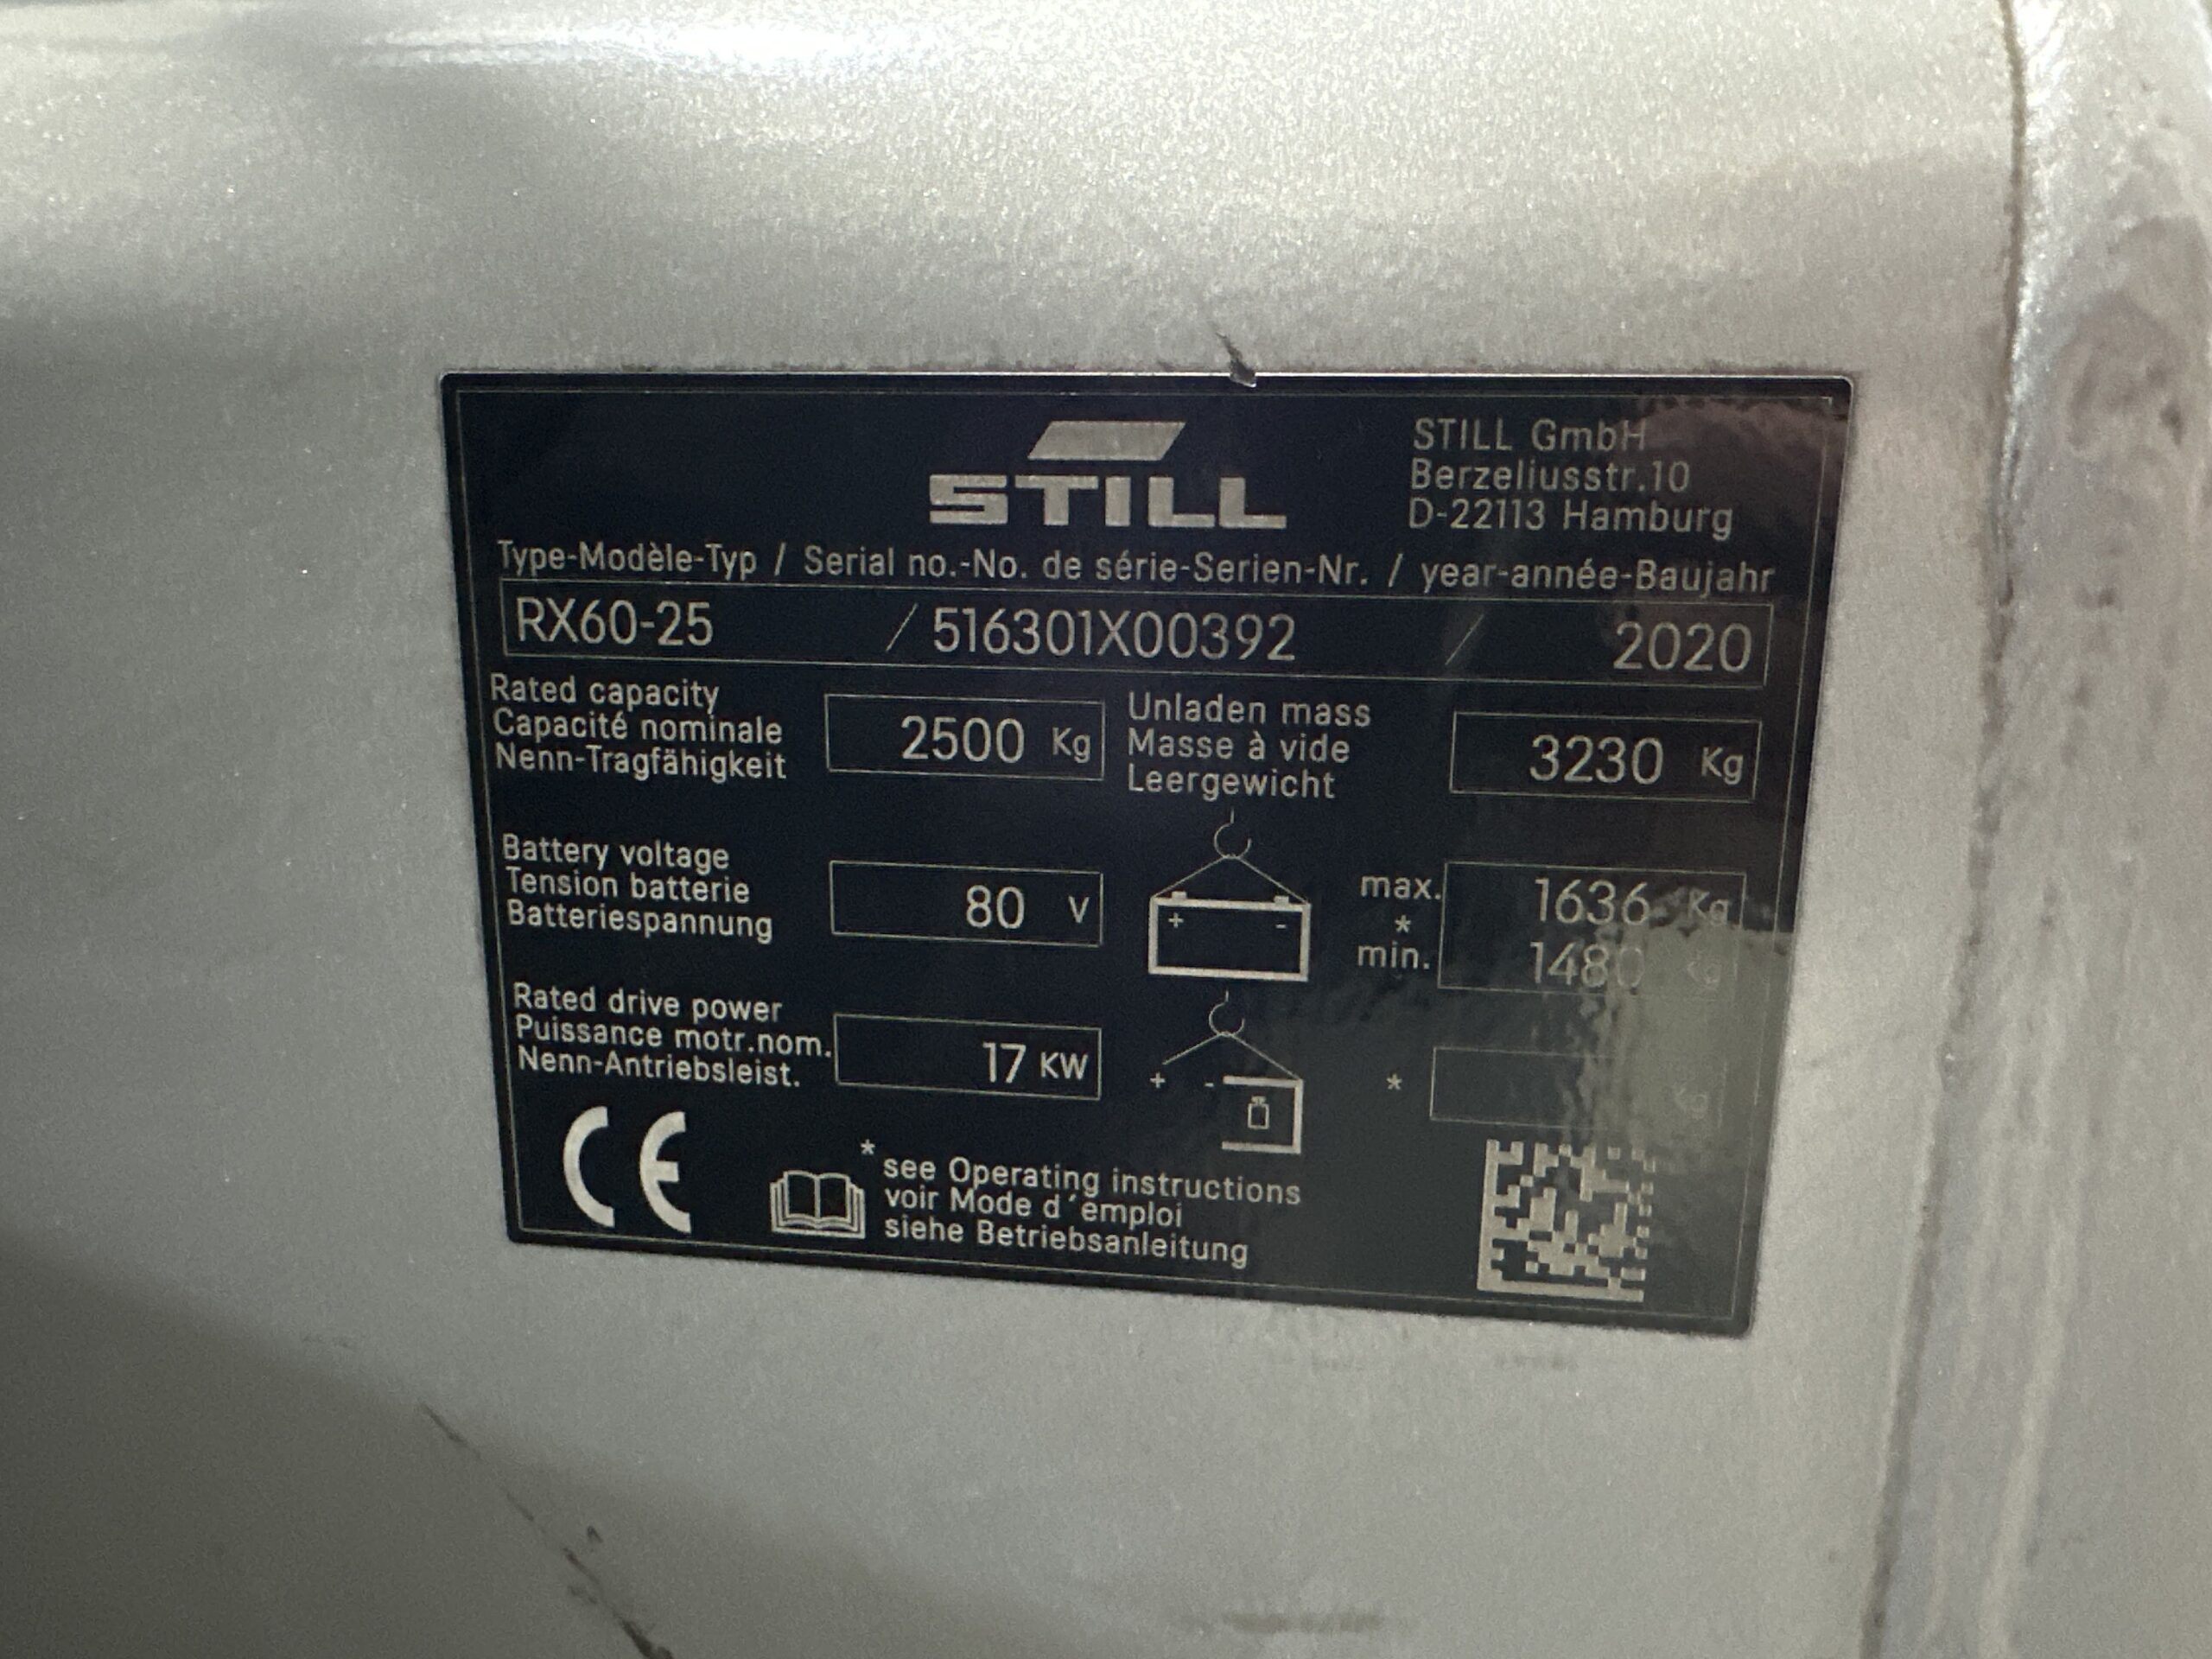 STILL
STILL GmbH
Berzeliusstr.10
D-22113 Hamburg
Type-Modèle-Typ / Serial no.-No. de série-Serien-Nr. / year-année-Baujahr
RX60-25 / 516301X00392 / 2020
Rated capacity
Capacité nominale
Nenn-Tragfähigkeit
2500 Kg
Unladen mass
Masse à vide
Leergewicht
3230 Kg
Battery voltage
Tension batterie
Batteriespannung
80 V
+ -
max. 1636 Kg
*
min. 1480 Kg
Rated drive power
Puissance motr.nom.
Nenn-Antriebsleist.
17 KW
+ -
* Kg
CE
* see Operating instructions
voir Mode d'emploi
siehe Betriebsanleitung